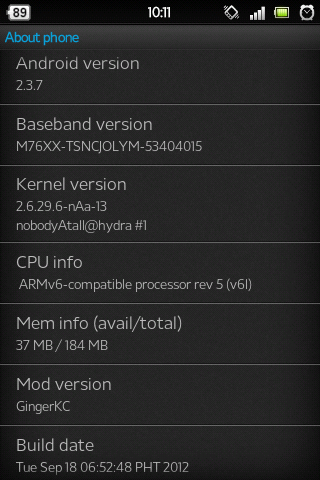 89
10:11
About phone
Android version
2.3.7
Baseband version
M76XX-TSNCJOLYM-53404015
Kernel version
2.6.29.6-nAa-13
nobodyAtall@hydra #1
CPU info
ARMv6-compatible processor rev 5 (v6l)
Mem info (avail/total)
37 MB / 184 MB
Mod version
GingerKC
Build date
Tue Sep 18 06:52:48 PHT 2012